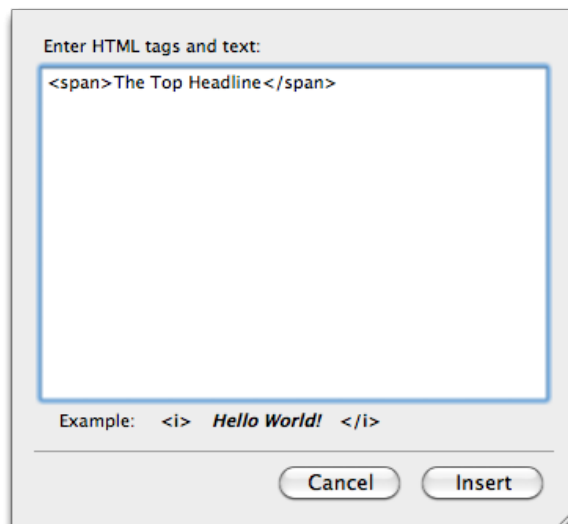 Enter HTML tags and text:
<span>The Top Headline</span>
Example: <i> Hello World! </i>
Cancel Insert